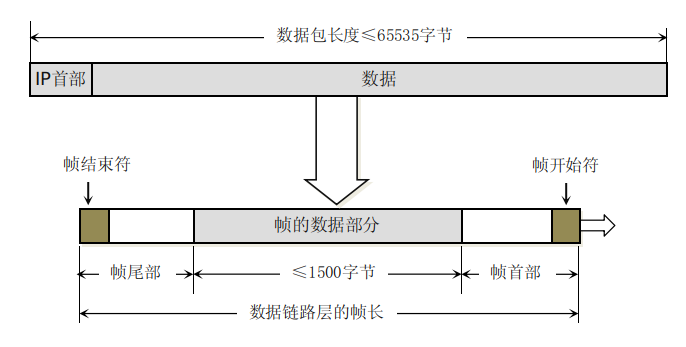 数据包长度≤65535字节
IP首部
数据
帧结束符
帧开始符
帧的数据部分
帧尾部
≤1500字节
帧首部
数据链路层的帧长